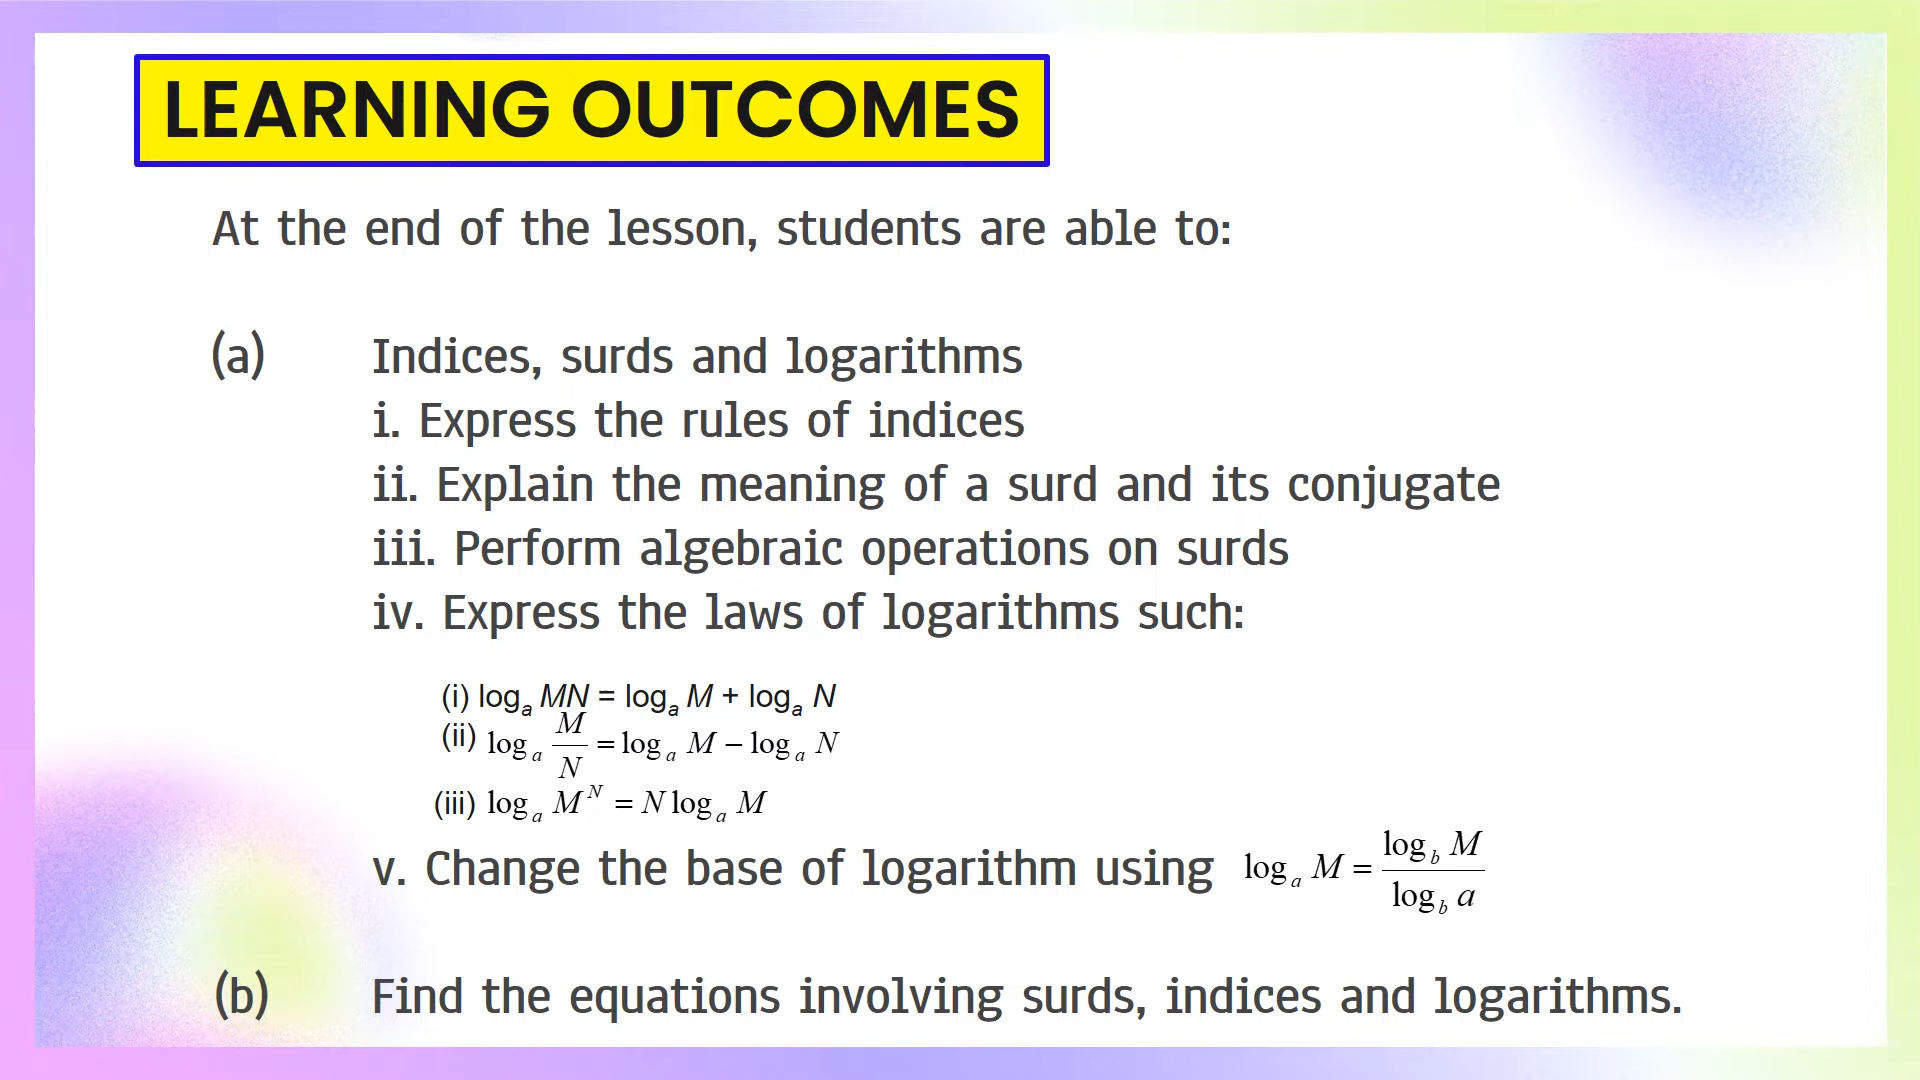 LEARNING OUTCOMES
At the end of the lesson, students are able to:
(a) Indices, surds and logarithms
i. Express the rules of indices
ii. Explain the meaning of a surd and its conjugate
iii. Perform algebraic operations on surds
iv. Express the laws of logarithms such:
(i) log_a MN = log_a M + log_a N
(ii) log_a M/N = log_a M − log_a N
(iii) log_a M^N = N log_a M
v. Change the base of logarithm using log_a M = log_b M / log_b a
(b) Find the equations involving surds, indices and logarithms.